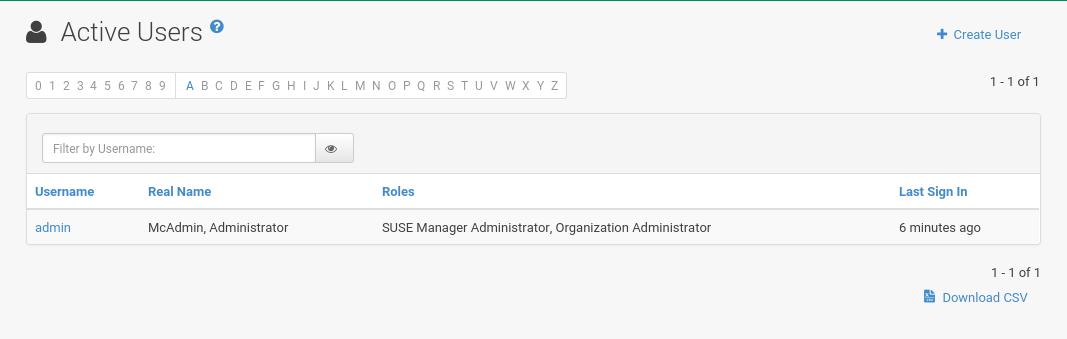 Active Users ?
Create User
0 1 2 3 4 5 6 7 8 9 A B C D E F G H I J K L M N O P Q R S T U V W X Y Z
1 - 1 of 1
Filter by Username:
Username Real Name Roles Last Sign In
admin McAdmin, Administrator SUSE Manager Administrator, Organization Administrator 6 minutes ago
1 - 1 of 1
Download CSV